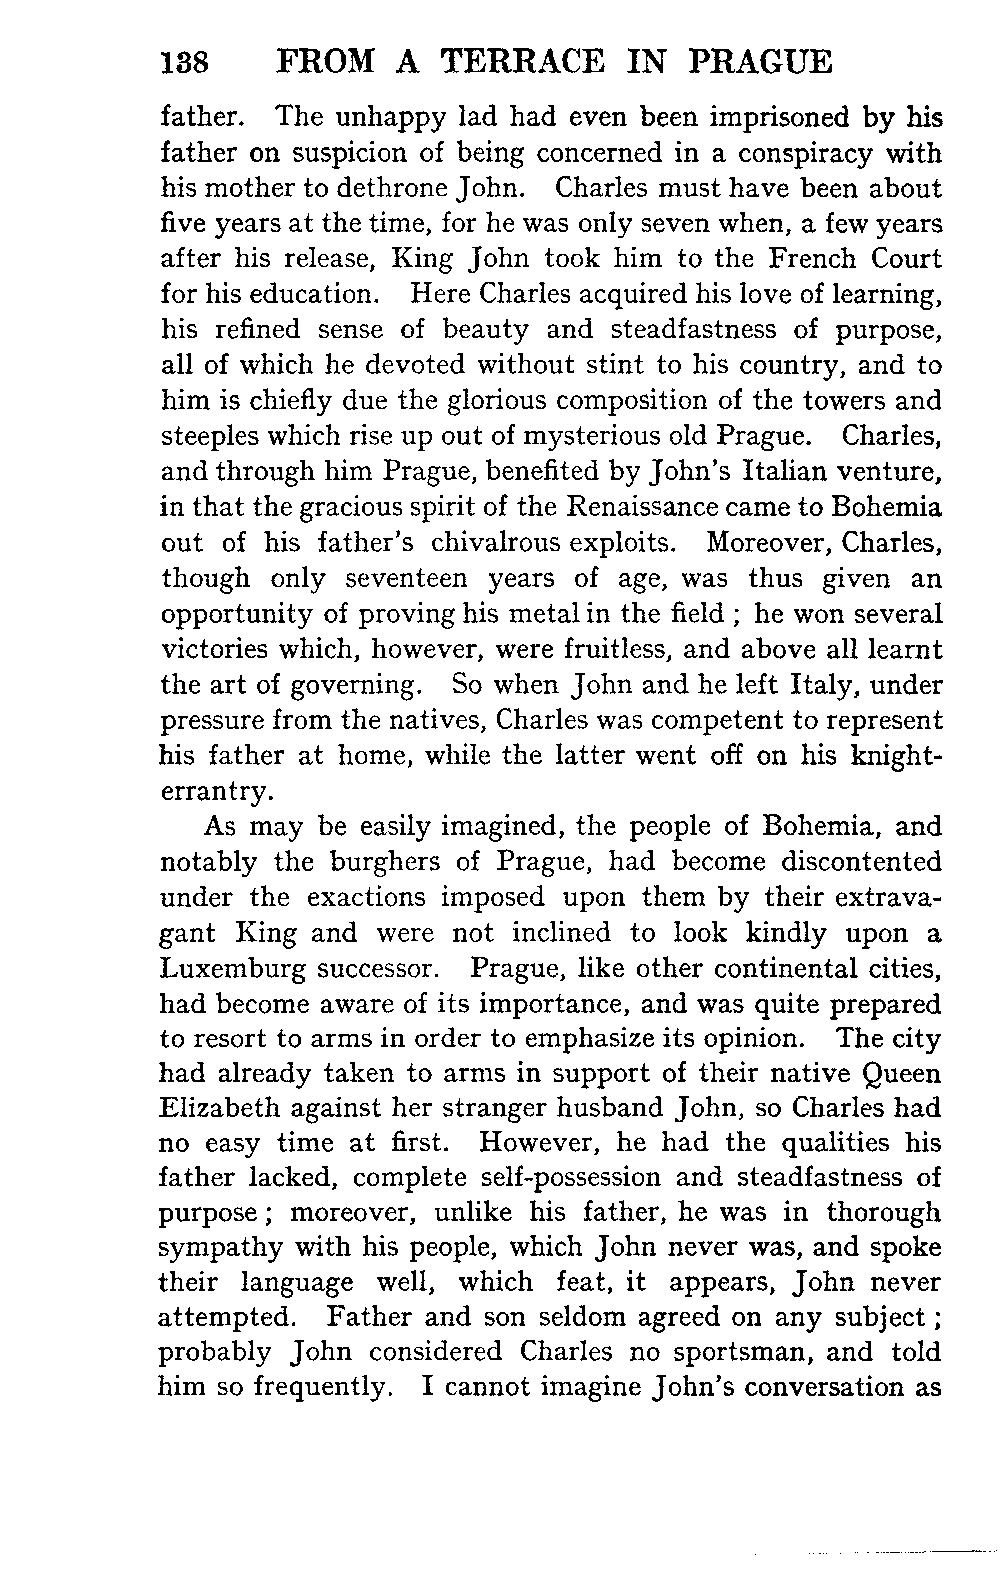 138 FROM A TERRACE IN PRAGUE
father. The unhappy lad had even been imprisoned by his
father on suspicion of being concerned in a conspiracy with
his mother to dethrone John. Charles must have been about
five years at the time, for he was only seven when, a few years
after his release, King John took him to the French Court
for his education. Here Charles acquired his love of learning,
his refined sense of beauty and steadfastness of purpose,
all of which he devoted without stint to his country, and to
him is chiefly due the glorious composition of the towers and
steeples which rise up out of mysterious old Prague. Charles,
and through him Prague, benefited by John's Italian venture,
in that the gracious spirit of the Renaissance came to Bohemia
out of his father's chivalrous exploits. Moreover, Charles,
though only seventeen years of age, was thus given an
opportunity of proving his metal in the field ; he won several
victories which, however, were fruitless, and above all learnt
the art of governing. So when John and he left Italy, under
pressure from the natives, Charles was competent to represent
his father at home, while the latter went off on his knight-
errantry.
As may be easily imagined, the people of Bohemia, and
notably the burghers of Prague, had become discontented
under the exactions imposed upon them by their extrava-
gant King and were not inclined to look kindly upon a
Luxemburg successor. Prague, like other continental cities,
had become aware of its importance, and was quite prepared
to resort to arms in order to emphasize its opinion. The city
had already taken to arms in support of their native Queen
Elizabeth against her stranger husband John, so Charles had
no easy time at first. However, he had the qualities his
father lacked, complete self-possession and steadfastness of
purpose ; moreover, unlike his father, he was in thorough
sympathy with his people, which John never was, and spoke
their language well, which feat, it appears, John never
attempted. Father and son seldom agreed on any subject ;
probably John considered Charles no sportsman, and told
him so frequently. I cannot imagine John's conversation as